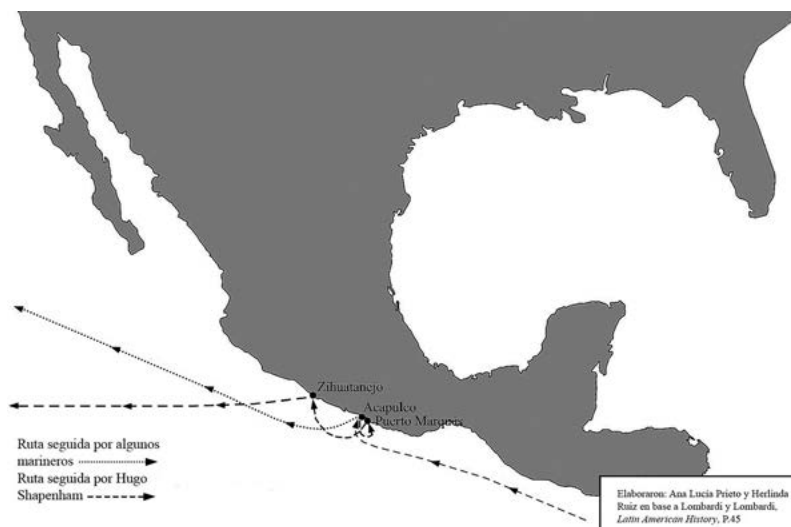 Zihuatanejo
Acapulco
Puerto Marqués
Ruta seguida por algunos
marineros
Ruta seguida por Hugo
Shapenham
Elaboraron: Ana Lucía Prieto y Herlinda
Ruiz en base a Lombardi y Lombardi,
Latin American History, P.45